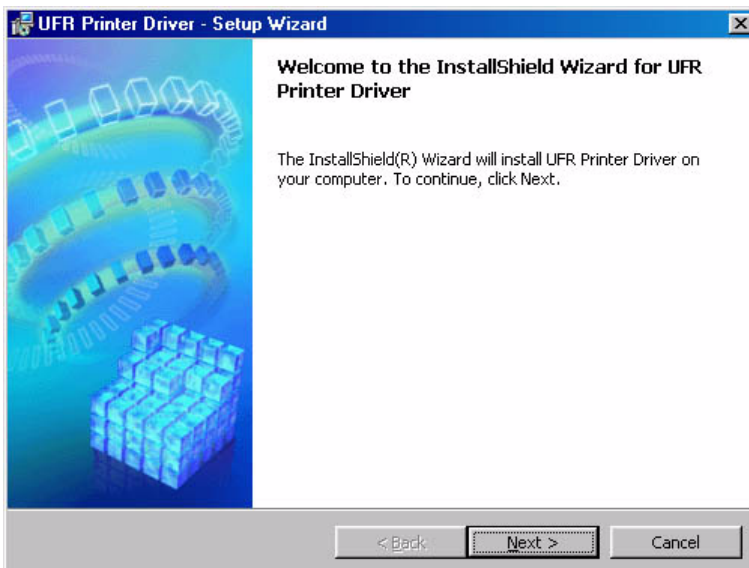 UFR Printer Driver - Setup Wizard
Welcome to the InstallShield Wizard for UFR
Printer Driver
The InstallShield(R) Wizard will install UFR Printer Driver on
your computer. To continue, click Next.
< Back
Next >
Cancel